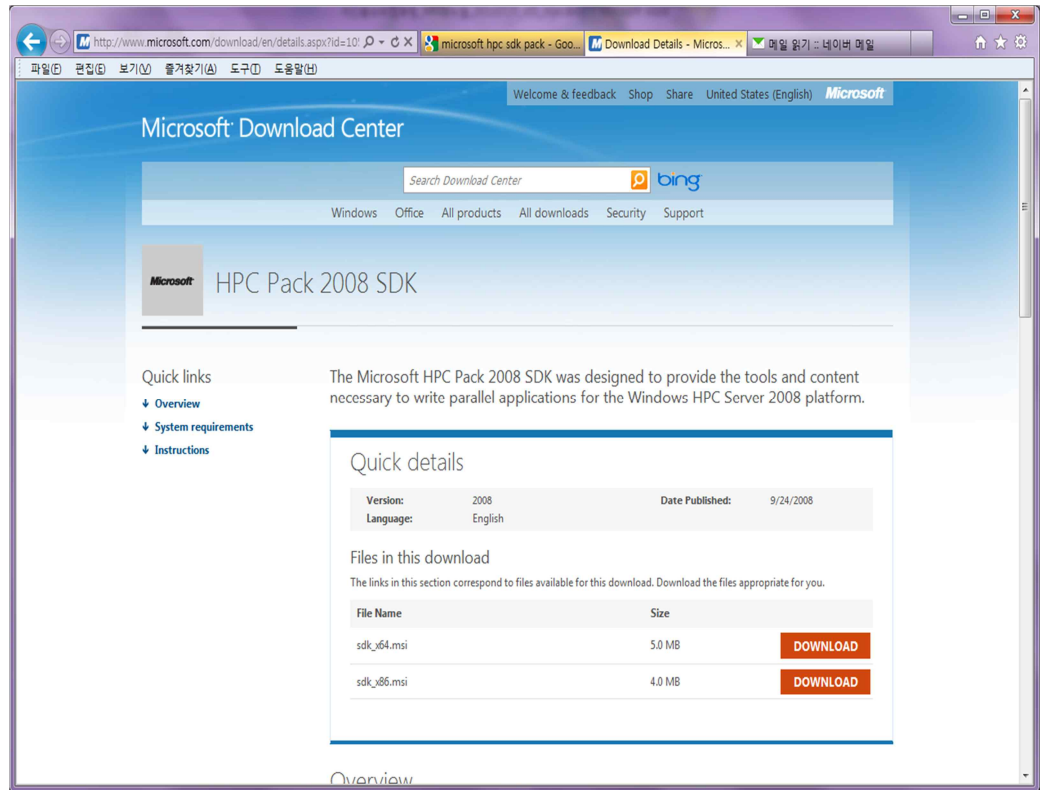 http://www.microsoft.com/download/en/details.aspx?id=10
microsoft hpc sdk pack - Goo...
Download Details - Micros...
메일 읽기 :: 네이버 메일
파일(F) 편집(E) 보기(V) 즐겨찾기(A) 도구(T) 도움말(H)
Welcome & feedback Shop Share United States (English) Microsoft
Microsoft Download Center
Search Download Center bing
Windows Office All products All downloads Security Support
Microsoft HPC Pack 2008 SDK
Quick links
Overview
System requirements
Instructions
The Microsoft HPC Pack 2008 SDK was designed to provide the tools and content
necessary to write parallel applications for the Windows HPC Server 2008 platform.
Quick details
Version: 2008 Date Published: 9/24/2008
Language: English
Files in this download
The links in this section correspond to files available for this download. Download the files appropriate for you.
File Name Size
sdk_x64.msi 5.0 MB DOWNLOAD
sdk_x86.msi 4.0 MB DOWNLOAD
Overview